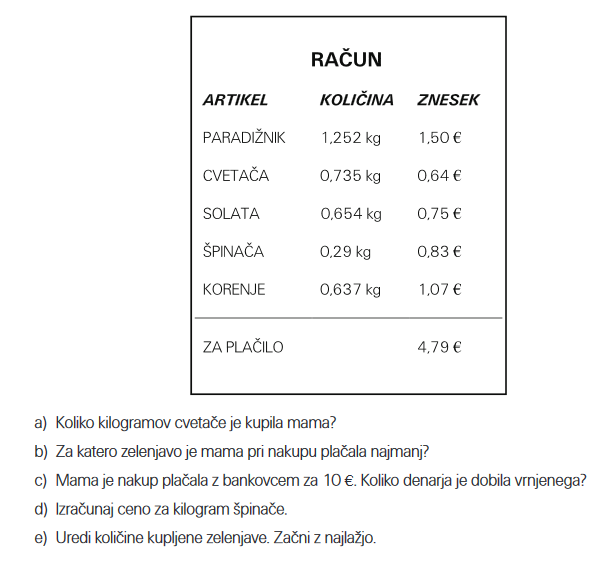 RAČUN
ARTIKEL KOLIČINA ZNESEK
PARADIŽNIK 1,252 kg 1,50 €
CVETAČA 0,735 kg 0,64 €
SOLATA 0,654 kg 0,75 €
ŠPINAČA 0,29 kg 0,83 €
KORENJE 0,637 kg 1,07 €
ZA PLAČILO 4,79 €
a) Koliko kilogramov cvetače je kupila mama?
b) Za katero zelenjavo je mama pri nakupu plačala najmanj?
c) Mama je nakup plačala z bankovcem za 10 €. Koliko denarja je dobila vrnjenega?
d) Izračunaj ceno za kilogram špinače.
e) Uredi količine kupljene zelenjave. Začni z najlažjo.